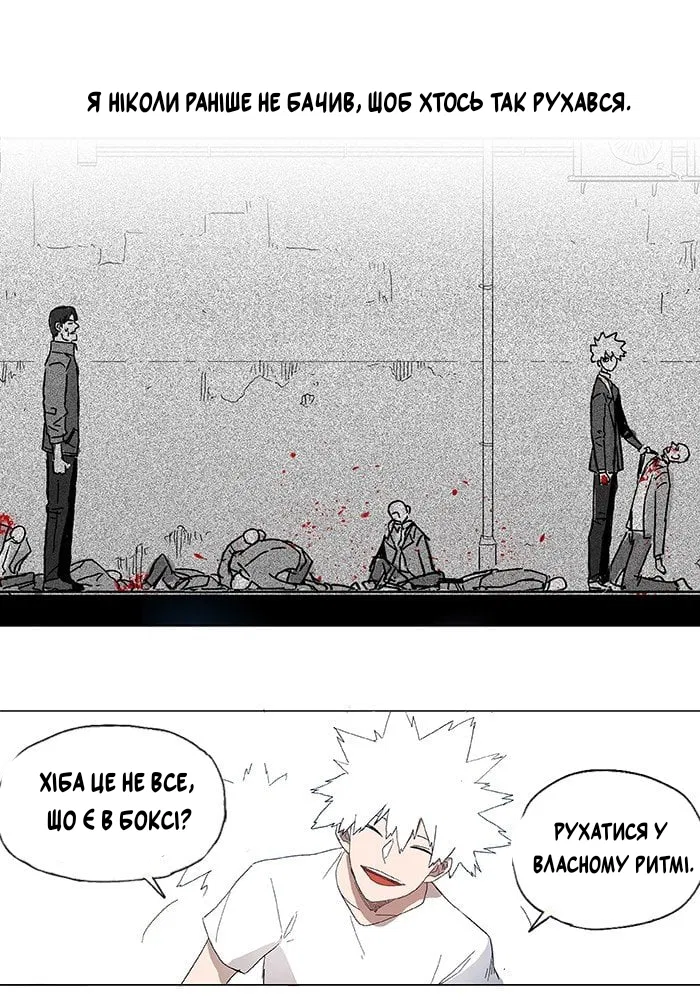 Я НІКОЛИ РАНІШЕ НЕ БАЧИВ, ЩОБ ХТОСЬ ТАК РУХАВСЯ.
ХІБА ЦЕ НЕ ВСЕ,
ЩО Є В БОКСІ?
РУХАТИСЯ У
ВЛАСНОМУ РИТМІ.